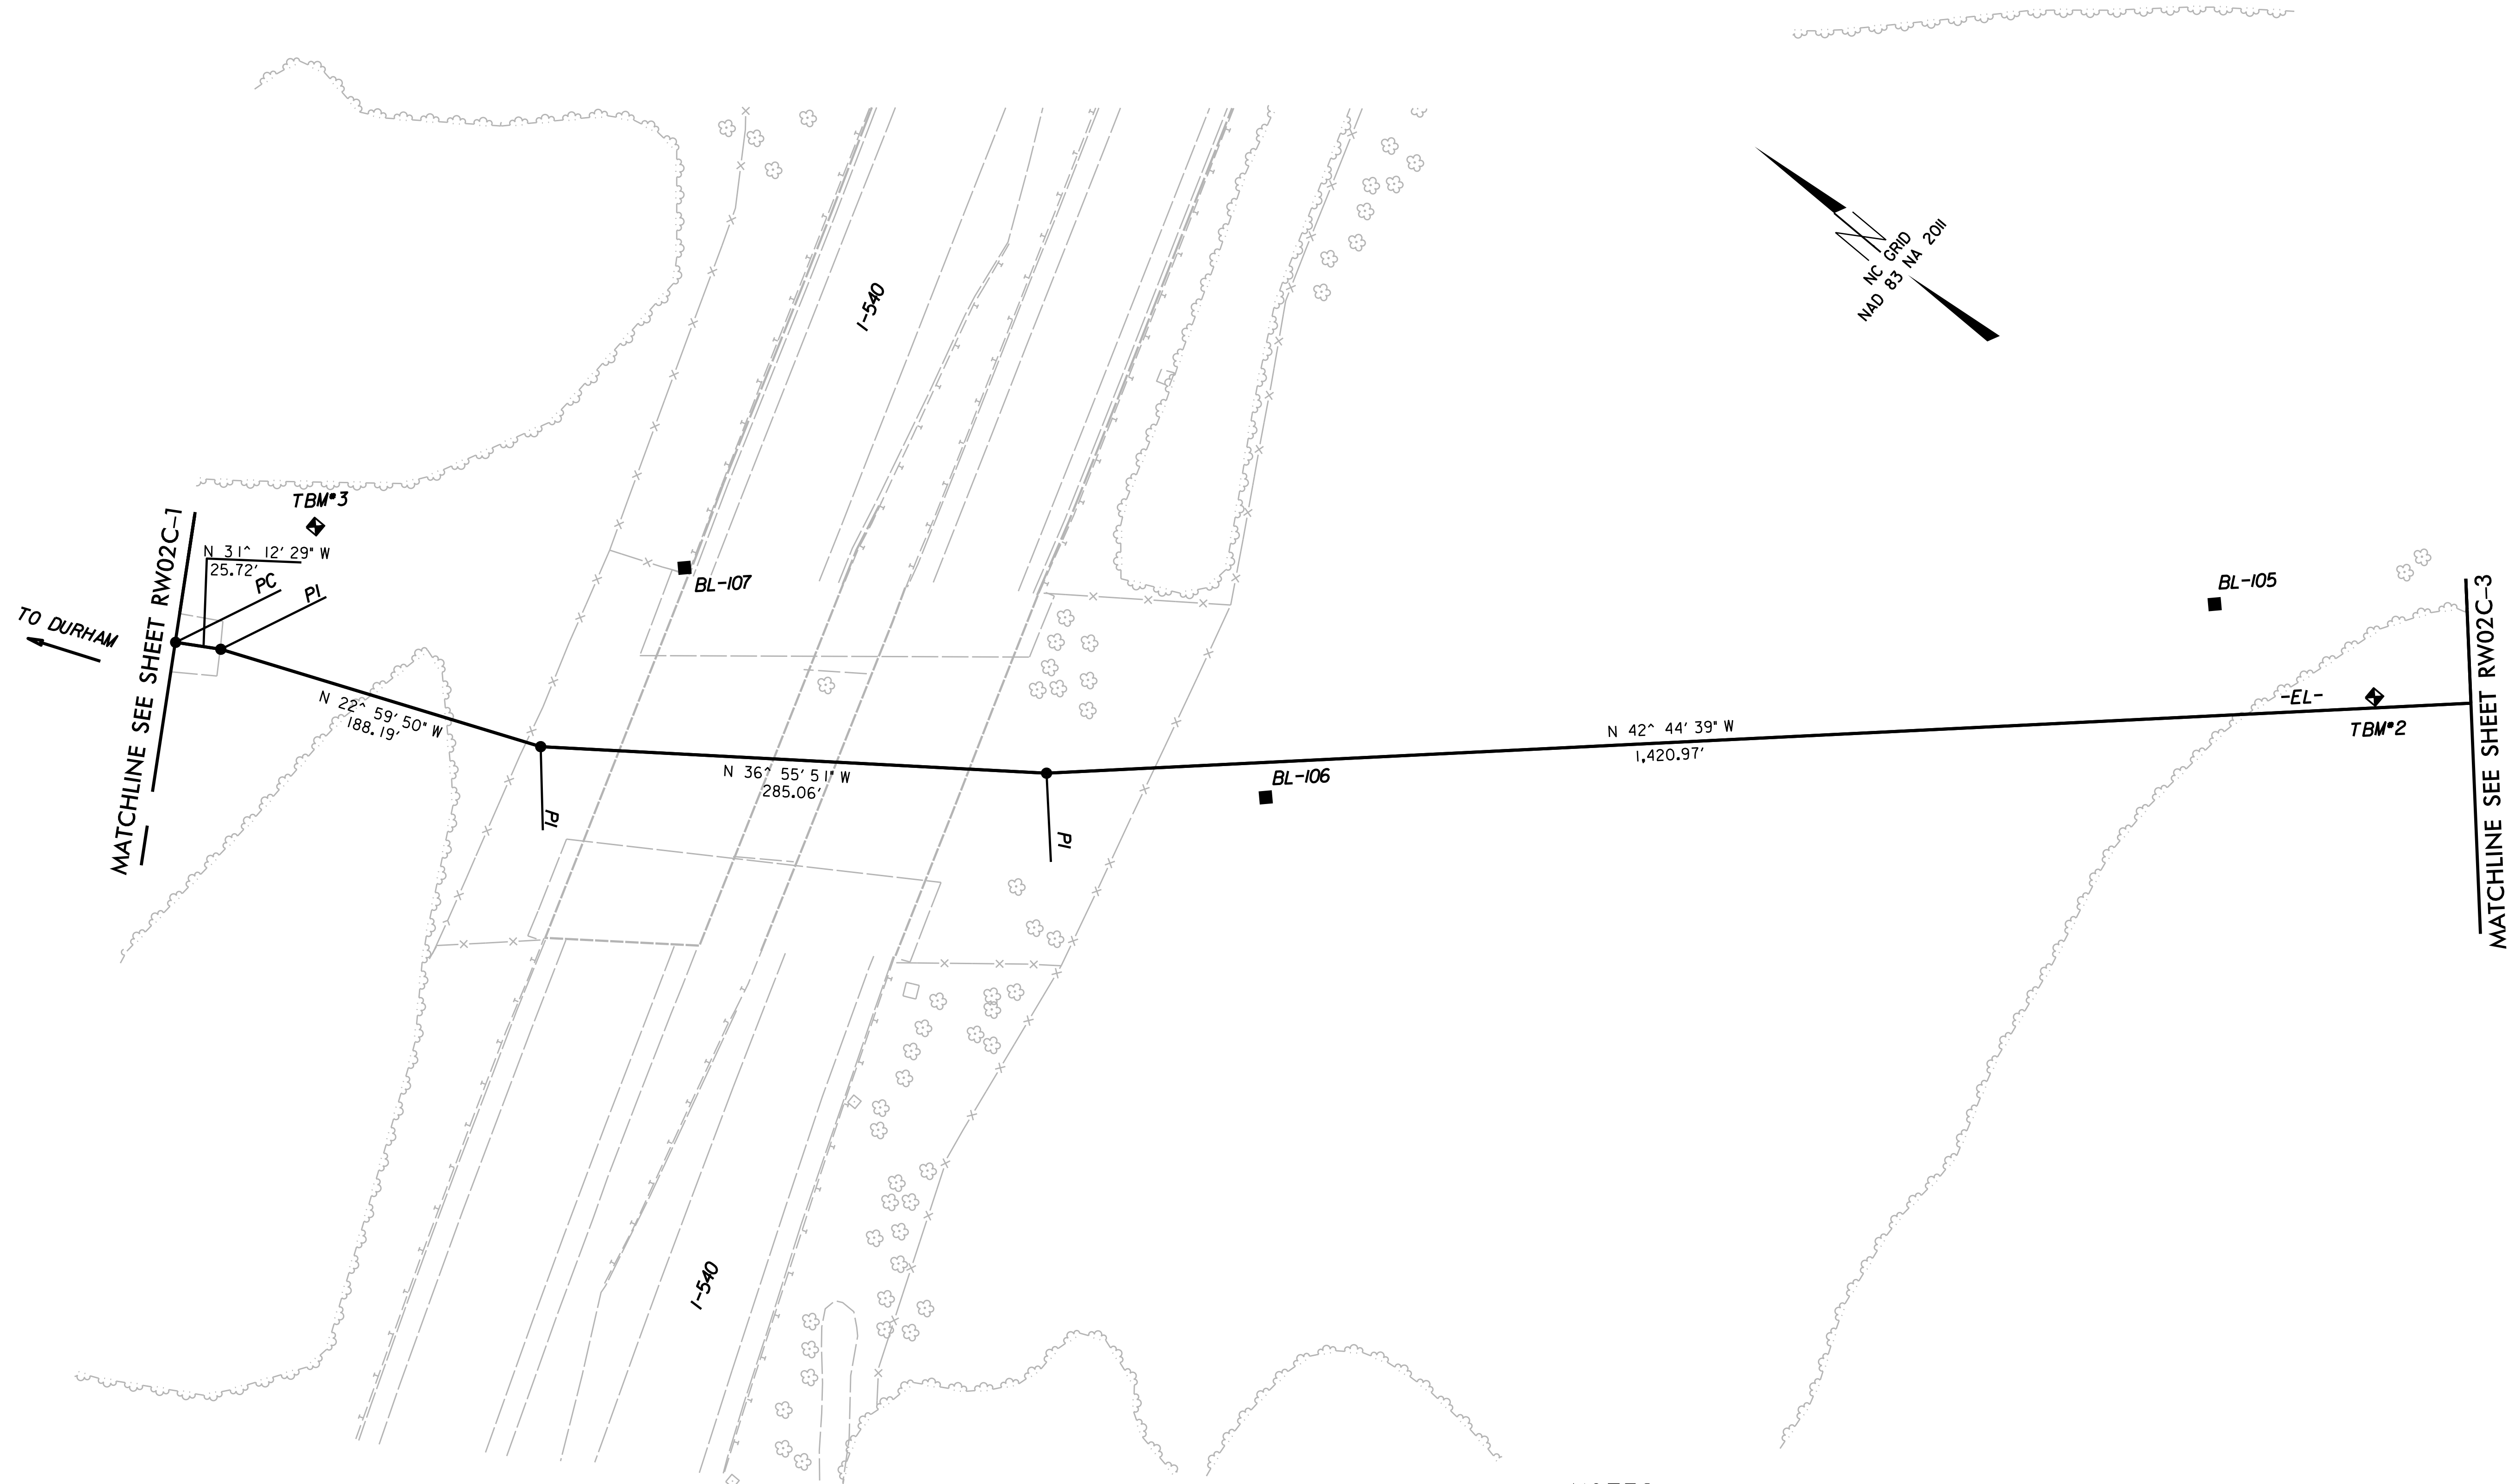 I-540
NC GRID
NAD 83 NA 2011
TBM#3
MATCHLINE SEE SHEET RW02C-1
N 31^ 12' 29" W
25.72'
PC
PI
TO DURHAM
BL-107
BL-105
MATCHLINE SEE SHEET RW02C-3
-EL-
TBM#2
N 22^ 59' 50" W
188.19'
N 42^ 44' 39" W
1,420.97'
N 36^ 55' 51" W
285.06'
BL-106
PI
PI
I-540